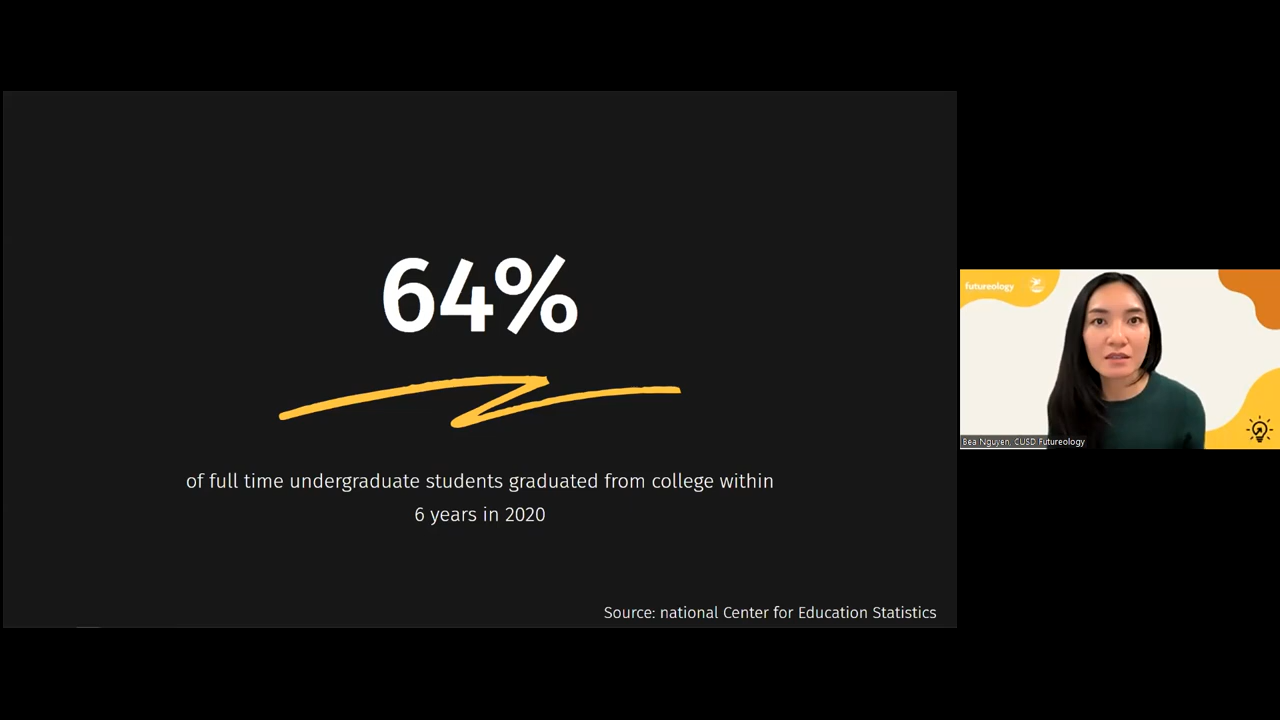 64%
of full time undergraduate students graduated from college within
6 years in 2020
Source: national Center for Education Statistics
futureology
Bea Nguyen, CUSD Futureology